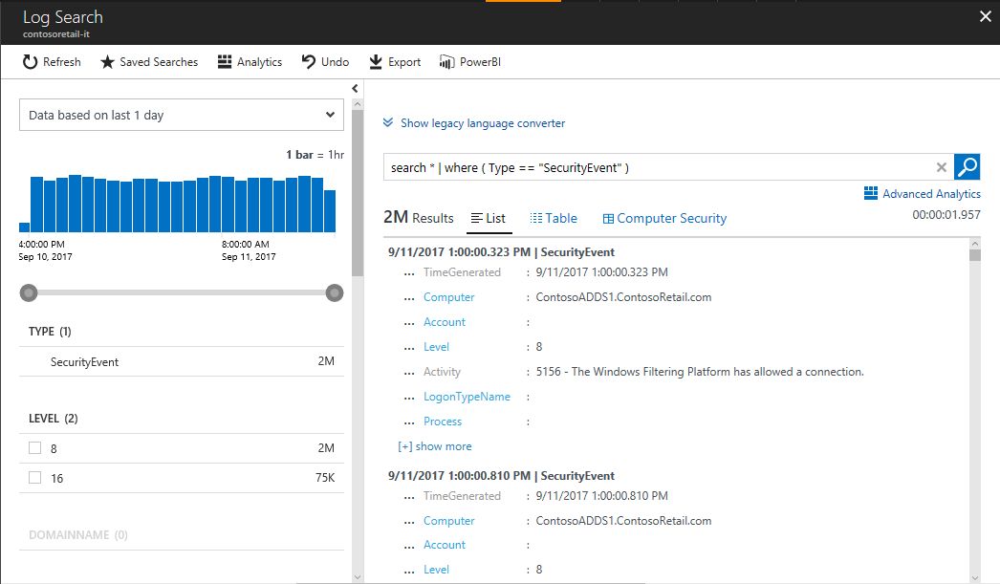 Log Search
contosoretail-it
Refresh Saved Searches Analytics Undo Export PowerBI
Data based on last 1 day
1 bar = 1hr
4:00:00 PM
Sep 10, 2017
8:00:00 AM
Sep 11, 2017
TYPE (1)
SecurityEvent 2M
LEVEL (2)
8 2M
16 75K
DOMAINNAME (0)
Show legacy language converter
search * | where ( Type == "SecurityEvent" )
Advanced Analytics
2M Results List Table Computer Security 00:00:01.957
9/11/2017 1:00:00.323 PM | SecurityEvent
... TimeGenerated : 9/11/2017 1:00:00.323 PM
... Computer : ContosoADDS1.ContosoRetail.com
... Account :
... Level : 8
... Activity : 5156 - The Windows Filtering Platform has allowed a connection.
... LogonTypeName :
... Process :
[+] show more
9/11/2017 1:00:00.810 PM | SecurityEvent
... TimeGenerated : 9/11/2017 1:00:00.810 PM
... Computer : ContosoADDS1.ContosoRetail.com
... Account :
... Level : 8